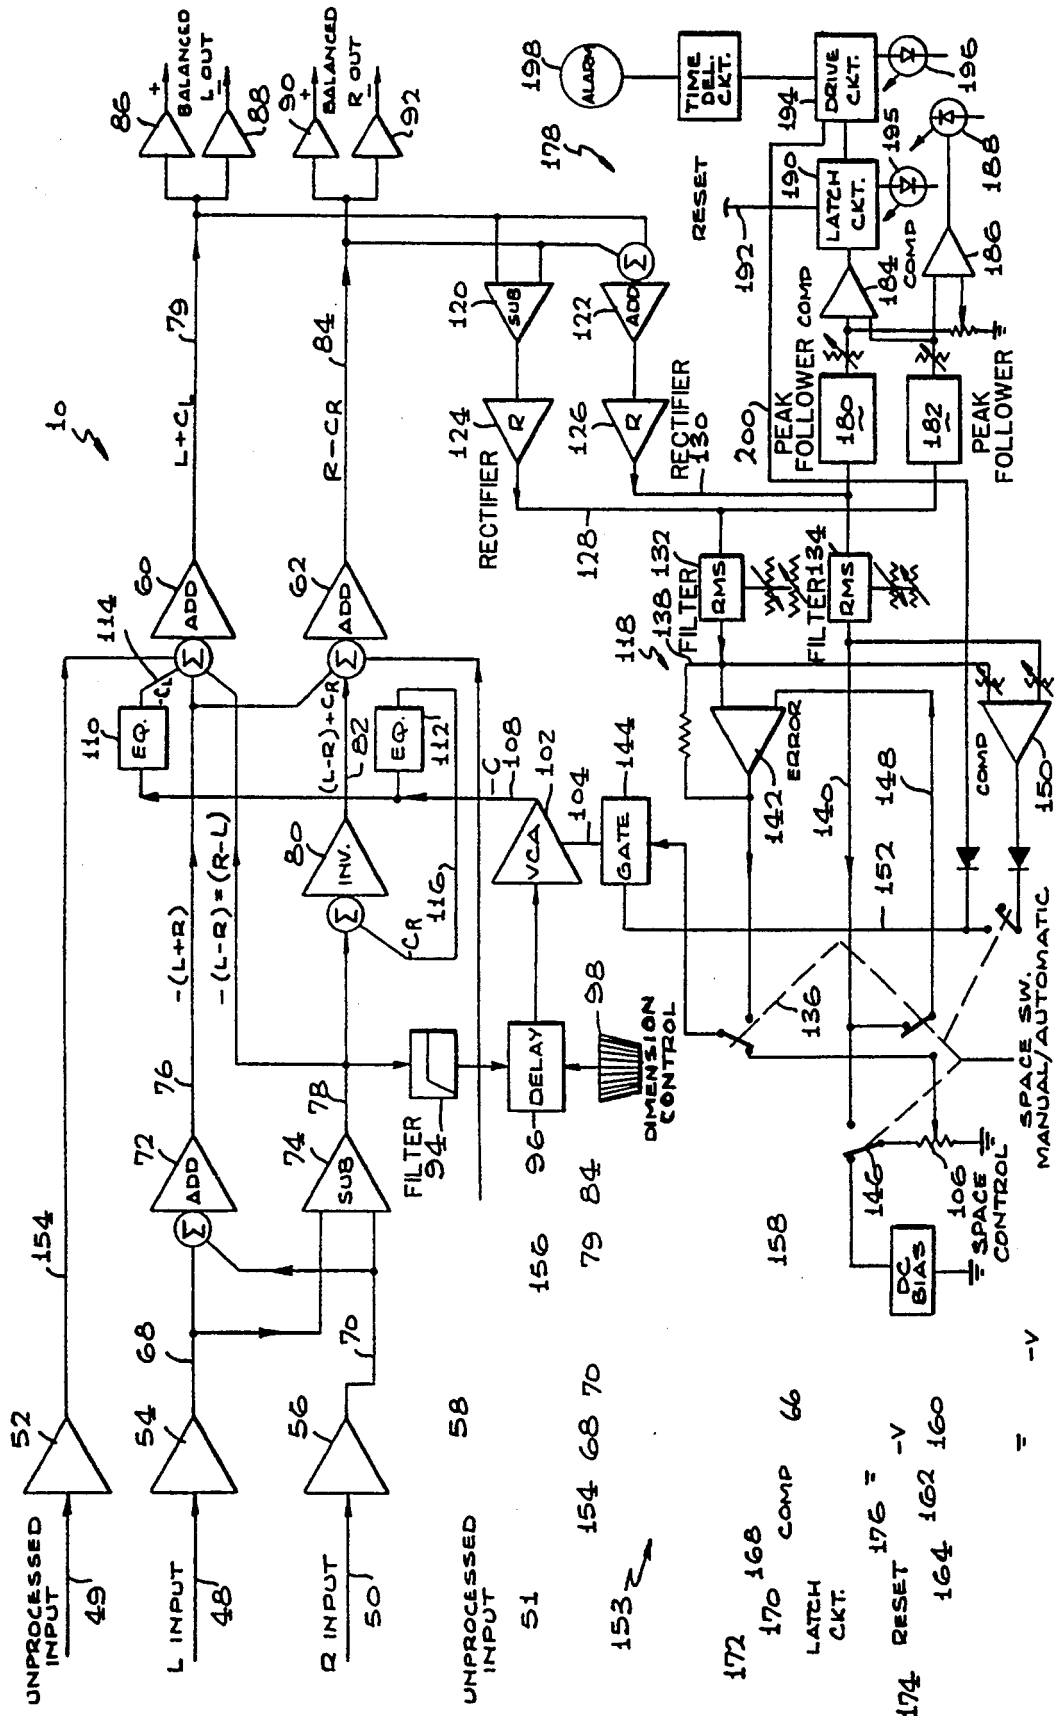 10
UNPROCESSED
INPUT
49
52
154
L INPUT
48
54
68
72
ADD
Σ
76
-(L+R)
-(L-R)=(R-L)
110
EQ.
-CL
114
Σ
ADD
60
L+CL
79
86
+
BALANCED
L OUT
-
88
R INPUT
50
56
70
74
SUB
78
Σ
80
INV.
(L-R)+CR
82
EQ.
112
Σ
ADD
62
R-CR
84
90
+
BALANCED
R OUT
-
92
UNPROCESSED
INPUT
51
58
FILTER
94
CR
116
-C
108
VCA
102
104
96
DELAY
98
DIMENSION
CONTROL
156
79 84
154 68 70
153
GATE
144
118
138
142
ERROR
136
140
148
152
RECTIFIER
124
R
120
SUB
122
ADD
Σ
126
R
RECTIFIER
130
128
FILTER
132
RMS
FILTER
134
RMS
COMP
150
198
ALARM
TIME
DEL.
CKT.
178
194
DRIVE
CKT.
196
RESET
192
190
LATCH
CKT.
195
188
COMP
184
COMP
186
200
PEAK
FOLLOWER
180
182
PEAK
FOLLOWER
158
DC
BIAS
146
106
SPACE
CONTROL
SPACE SW.
MANUAL/AUTOMATIC
172
170
168
COMP
66
LATCH
CKT.
174
RESET
176
=
-V
164
162
160
=
-V